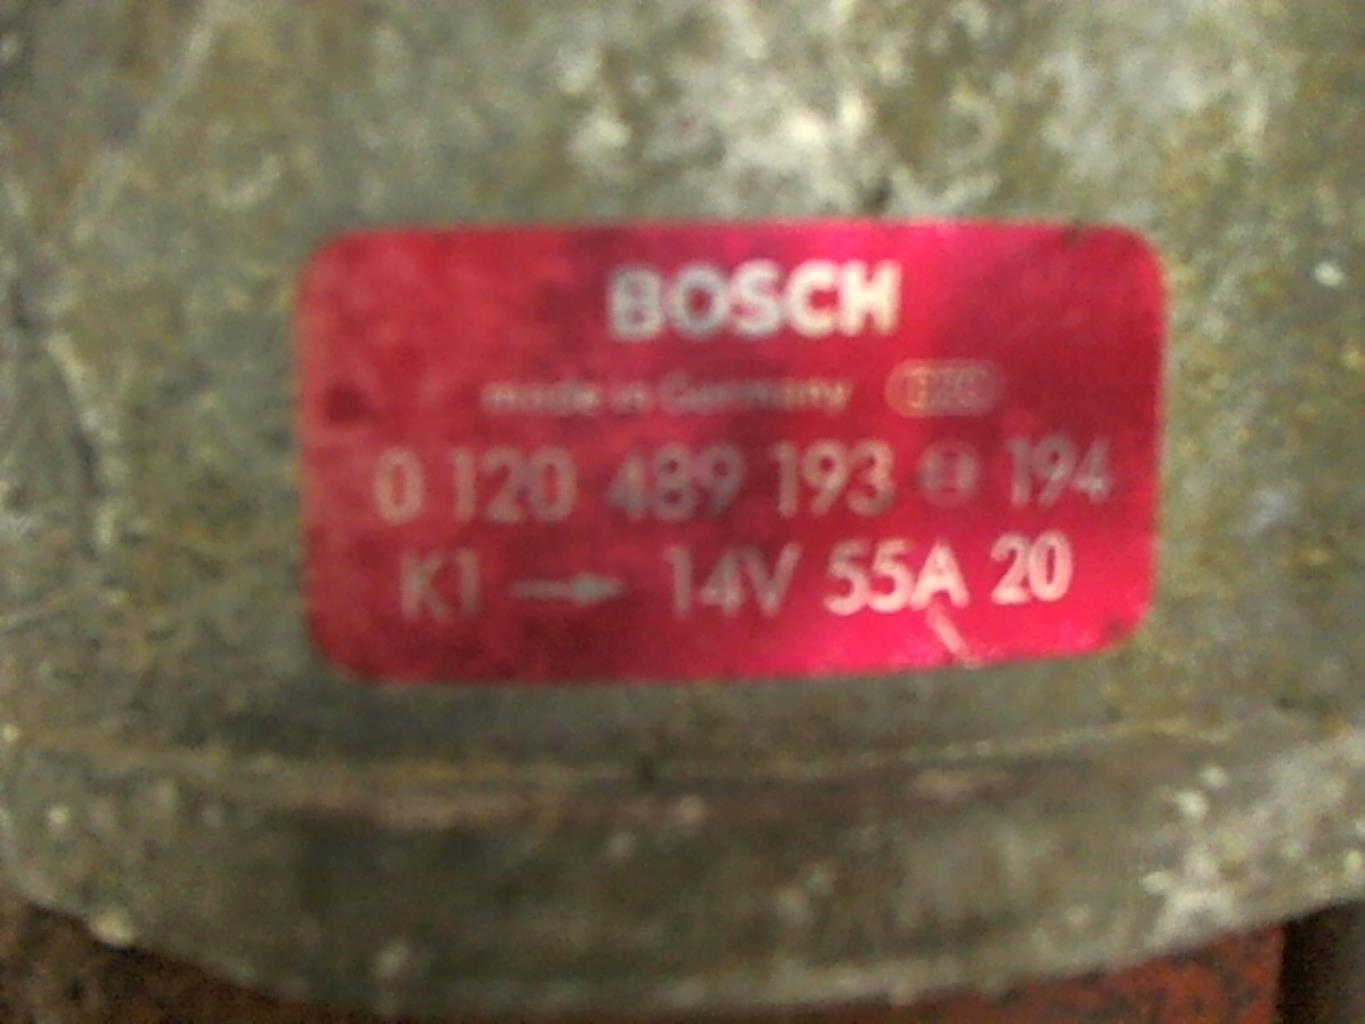 BOSCH
made in Germany
0 120 489 193 194
K1 → 14V 55A 20